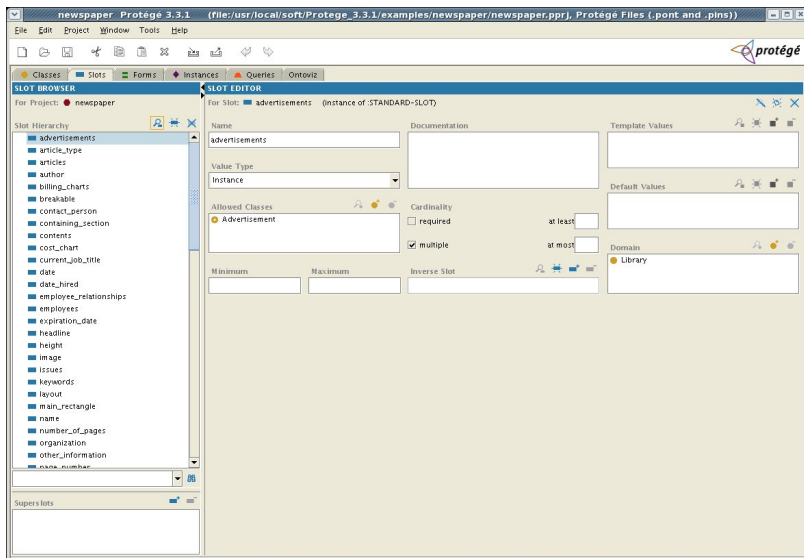 newspaper Protégé 3.3.1 (file:/usr/local/soft/Protege_3.3.1/examples/newspaper/newspaper.pprj, Protégé Files (.pont and .pins))
File Edit Project Window Tools Help
protégé
Classes Slots Forms Instances Queries Ontoviz
SLOT BROWSER
For Project: newspaper
Slot Hierarchy
advertisements
article_type
articles
author
billing_charts
breakable
contact_person
containing_section
contents
cost_chart
current_job_title
date
date_hired
employee_relationships
employees
expiration_date
headline
height
image
issues
keywords
layout
main_rectangle
name
number_of_pages
organization
other_information
page_number
Superslots
SLOT EDITOR
For Slot: advertisements (instance of :STANDARD-SLOT)
Name
advertisements
Documentation
Template Values
Value Type
Instance
Default Values
Allowed Classes
Advertisement
Cardinality
required at least
multiple at most
Domain
Library
Minimum Maximum
Inverse Slot